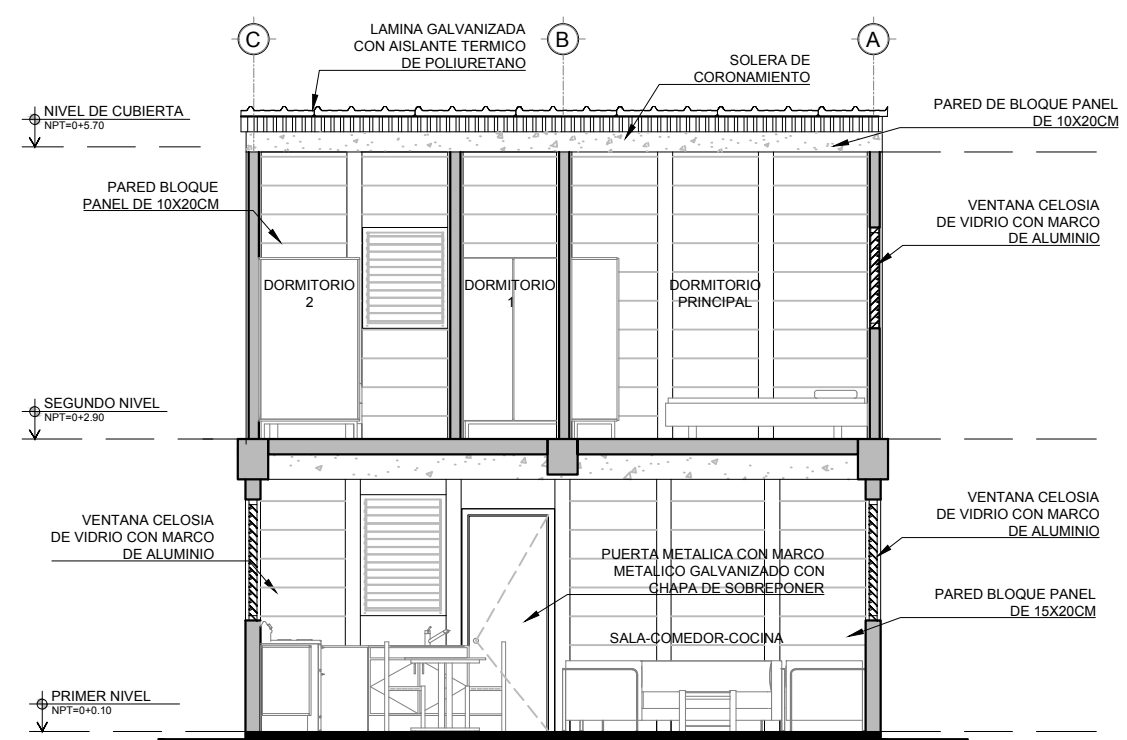 C
B
A
LAMINA GALVANIZADA
CON AISLANTE TERMICO
DE POLIURETANO
SOLERA DE
CORONAMIENTO
NIVEL DE CUBIERTA
NPT=0+5.70
PARED DE BLOQUE PANEL
DE 10X20CM
PARED BLOQUE
PANEL DE 10X20CM
VENTANA CELOSIA
DE VIDRIO CON MARCO
DE ALUMINIO
DORMITORIO
2
DORMITORIO
1
DORMITORIO
PRINCIPAL
SEGUNDO NIVEL
NPT=0+2.90
VENTANA CELOSIA
DE VIDRIO CON MARCO
DE ALUMINIO
VENTANA CELOSIA
DE VIDRIO CON MARCO
DE ALUMINIO
PUERTA METALICA CON MARCO
METALICO GALVANIZADO CON
CHAPA DE SOBREPONER
PARED BLOQUE PANEL
DE 15X20CM
SALA-COMEDOR-COCINA
PRIMER NIVEL
NPT=0+0.10